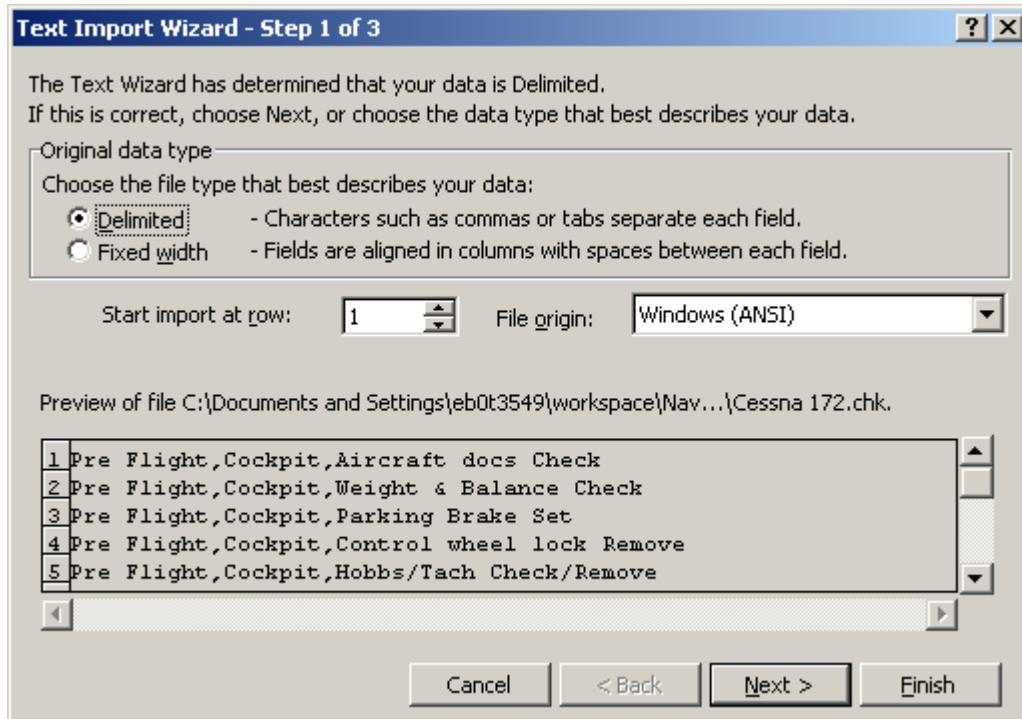 Text Import Wizard - Step 1 of 3
The Text Wizard has determined that your data is Delimited.
If this is correct, choose Next, or choose the data type that best describes your data.
Original data type
Choose the file type that best describes your data:
Delimited - Characters such as commas or tabs separate each field.
Fixed width - Fields are aligned in columns with spaces between each field.
Start import at row: 1 File origin: Windows (ANSI)
Preview of file C:\Documents and Settings\eb0t3549\workspace\Nav...\Cessna 172.chk.
1 Pre Flight,Cockpit,Aircraft docs Check
2 Pre Flight,Cockpit,Weight & Balance Check
3 Pre Flight,Cockpit,Parking Brake Set
4 Pre Flight,Cockpit,Control wheel lock Remove
5 Pre Flight,Cockpit,Hobbs/Tach Check/Remove
Cancel < Back Next > Finish